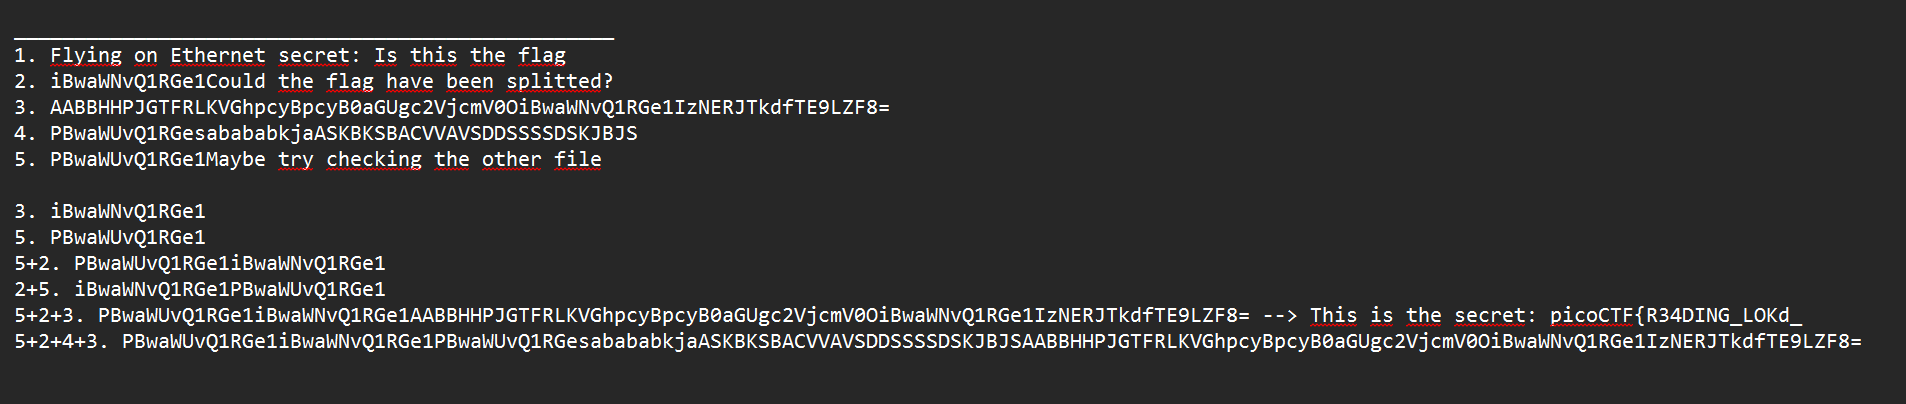 1. Flying on Ethernet secret: Is this the flag
2. iBwaWNvQ1RGe1Could the flag have been splitted?
3. AABBHHPJGTFRLKVGhpcyBpcyB0aGUgc2VjcmV0OiBwaWNvQ1RGe1IzNERJTkdfTE9LZF8=
4. PBwaWUvQ1RGesabababkjaASKBKSBACVVAVSDDSSSSDSKJBJS
5. PBwaWUvQ1RGe1Maybe try checking the other file
3. iBwaWNvQ1RGe1
5. PBwaWUvQ1RGe1
5+2. PBwaWUvQ1RGe1iBwaWNvQ1RGe1
2+5. iBwaWNvQ1RGe1PBwaWUvQ1RGe1
5+2+3. PBwaWUvQ1RGe1iBwaWNvQ1RGe1AABBHHPJGTFRLKVGhpcyBpcyB0aGUgc2VjcmV0OiBwaWNvQ1RGe1IzNERJTkdfTE9LZF8= --> This is the secret: picoCTF{R34DING_LOKd_
5+2+4+3. PBwaWUvQ1RGe1iBwaWNvQ1RGe1PBwaWUvQ1RGesabababkjaASKBKSBACVVAVSDDSSSSDSKJBJSAABBHHPJGTFRLKVGhpcyBpcyB0aGUgc2VjcmV0OiBwaWNvQ1RGe1IzNERJTkdfTE9LZF8=